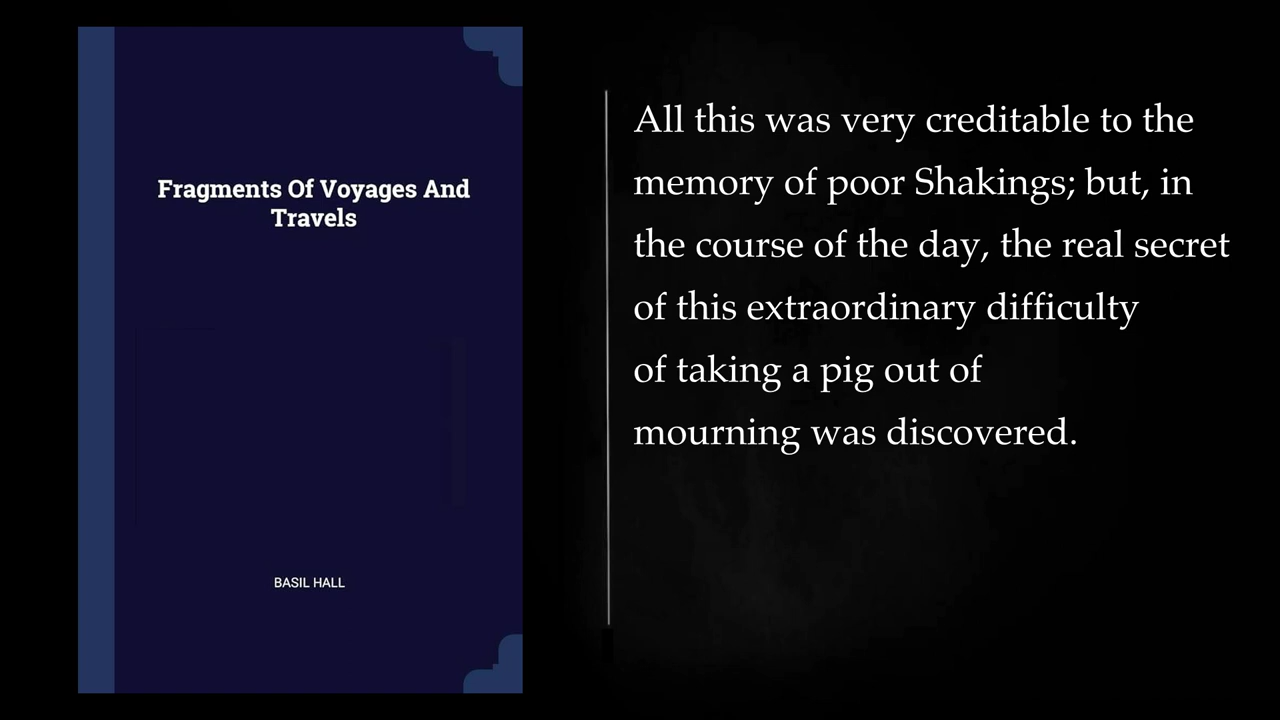 Fragments Of Voyages And
Travels
BASIL HALL
All this was very creditable to the
memory of poor Shakings; but, in
the course of the day, the real secret
of this extraordinary difficulty
of taking a pig out of
mourning was discovered.